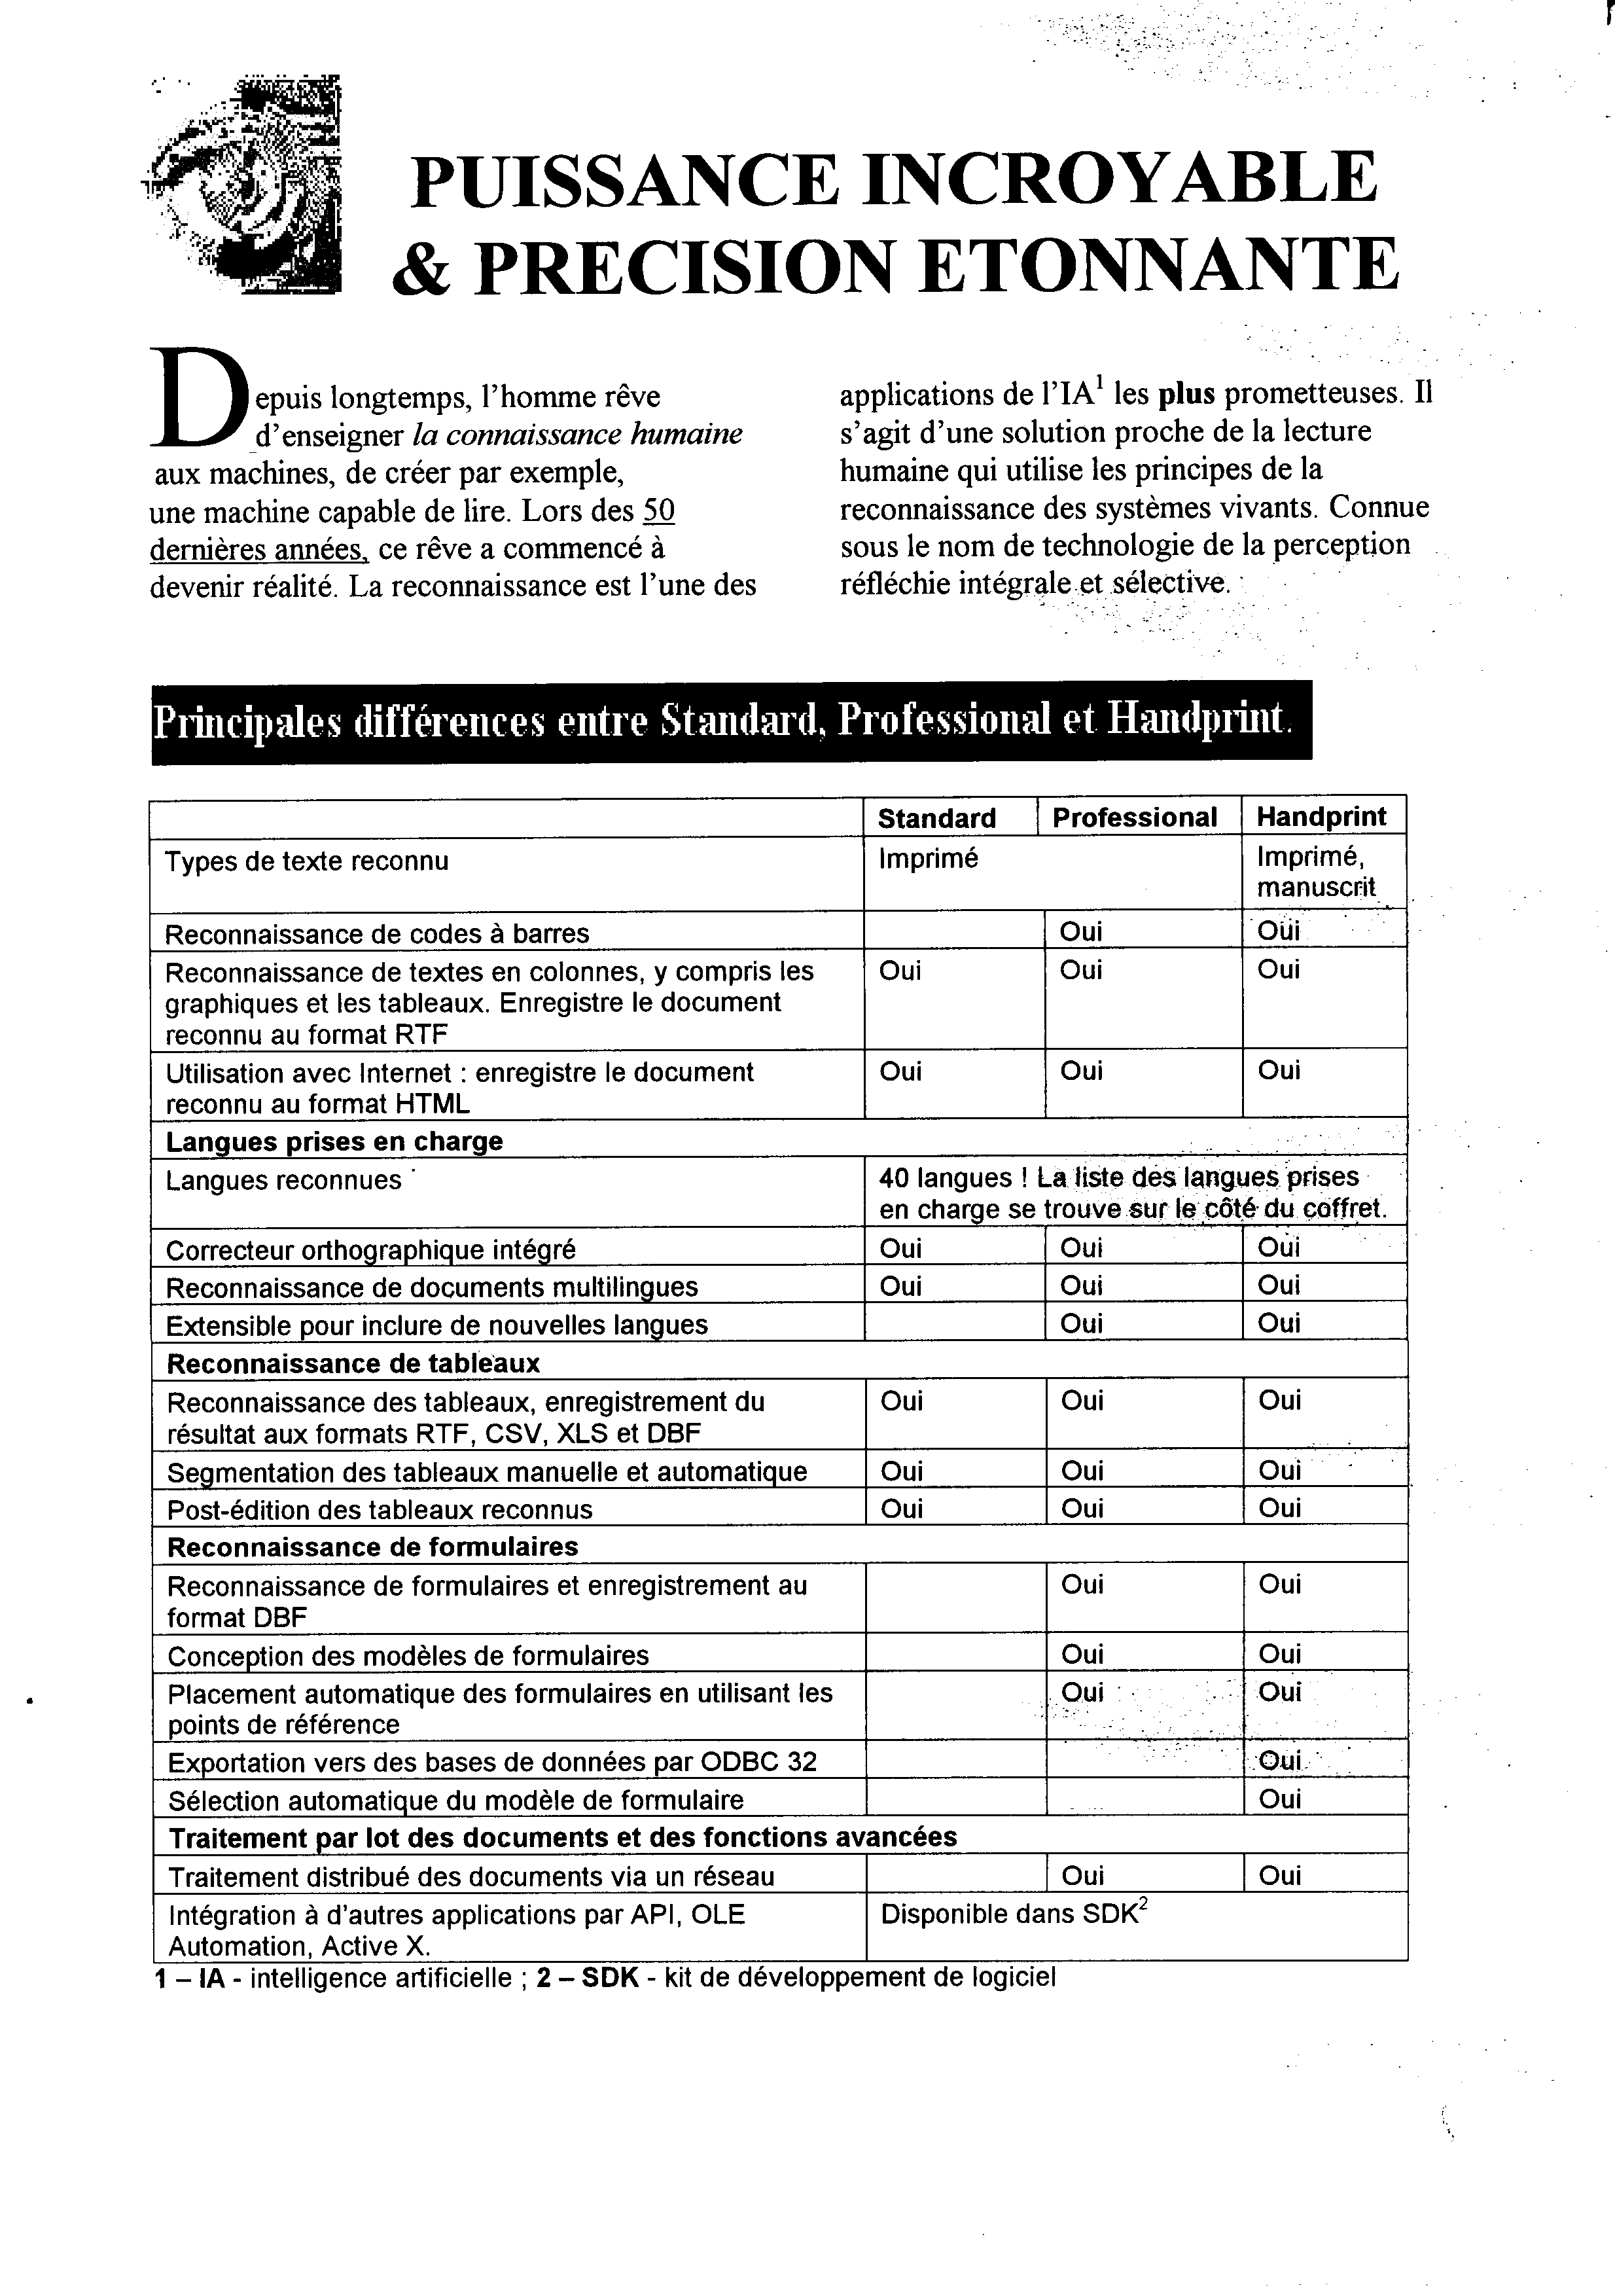 PUISSANCE INCROYABLE
& PRECISION ETONNANTE
Depuis longtemps, l'homme rêve
d'enseigner la connaissance humaine
aux machines, de créer par exemple,
une machine capable de lire. Lors des 50
dernières années, ce rêve a commencé à
devenir réalité. La reconnaissance est l'une des
applications de l'IA¹ les plus prometteuses. Il
s'agit d'une solution proche de la lecture
humaine qui utilise les principes de la
reconnaissance des systèmes vivants. Connue
sous le nom de technologie de la perception
réfléchie intégrale et sélective.
Principales différences entre Standard, Professional et Handprint.
Standard Professional Handprint
Types de texte reconnu Imprimé Imprimé,
manuscrit
Reconnaissance de codes à barres Oui Oui
Reconnaissance de textes en colonnes, y compris les Oui Oui Oui
graphiques et les tableaux. Enregistre le document
reconnu au format RTF
Utilisation avec Internet : enregistre le document Oui Oui Oui
reconnu au format HTML
Langues prises en charge
Langues reconnues 40 langues ! La liste des langues prises
en charge se trouve sur le côté du coffret.
Correcteur orthographique intégré Oui Oui Oui
Reconnaissance de documents multilingues Oui Oui Oui
Extensible pour inclure de nouvelles langues Oui Oui
Reconnaissance de tableaux
Reconnaissance des tableaux, enregistrement du Oui Oui Oui
résultat aux formats RTF, CSV, XLS et DBF
Segmentation des tableaux manuelle et automatique Oui Oui Oui
Post-édition des tableaux reconnus Oui Oui Oui
Reconnaissance de formulaires
Reconnaissance de formulaires et enregistrement au Oui Oui
format DBF
Conception des modèles de formulaires Oui Oui
Placement automatique des formulaires en utilisant les Oui Oui
points de référence
Exportation vers des bases de données par ODBC 32 Oui
Sélection automatique du modèle de formulaire Oui
Traitement par lot des documents et des fonctions avancées
Traitement distribué des documents via un réseau Oui Oui
Intégration à d'autres applications par API, OLE Disponible dans SDK²
Automation, Active X.
1 – IA - intelligence artificielle ; 2 – SDK - kit de développement de logiciel